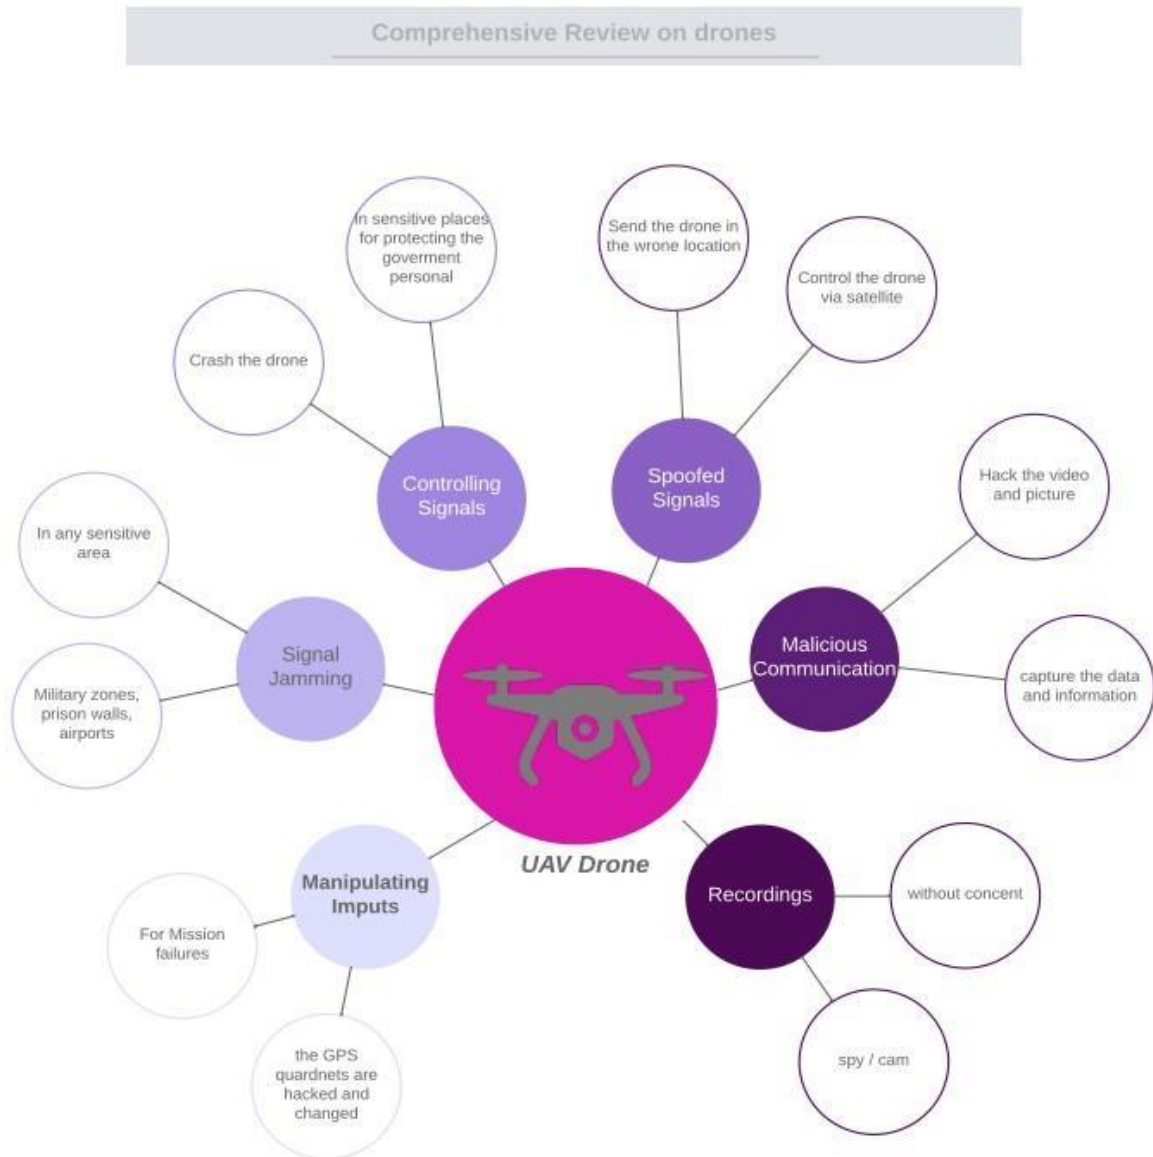 Comprehensive Review on drones
In sensitive places
for protecting the
goverment
personal
Send the drone in
the wrone location
Control the drone
via satellite
Crash the drone
Controlling
Signals
Spoofed
Signals
Hack the video
and picture
In any sensitive
area
Signal
Jamming
Malicious
Communication
Military zones,
prison walls,
airports
capture the data
and information
UAV Drone
Manipulating
Imputs
Recordings
without concent
For Mission
failures
the GPS
quardnets are
hacked and
changed
spy / cam